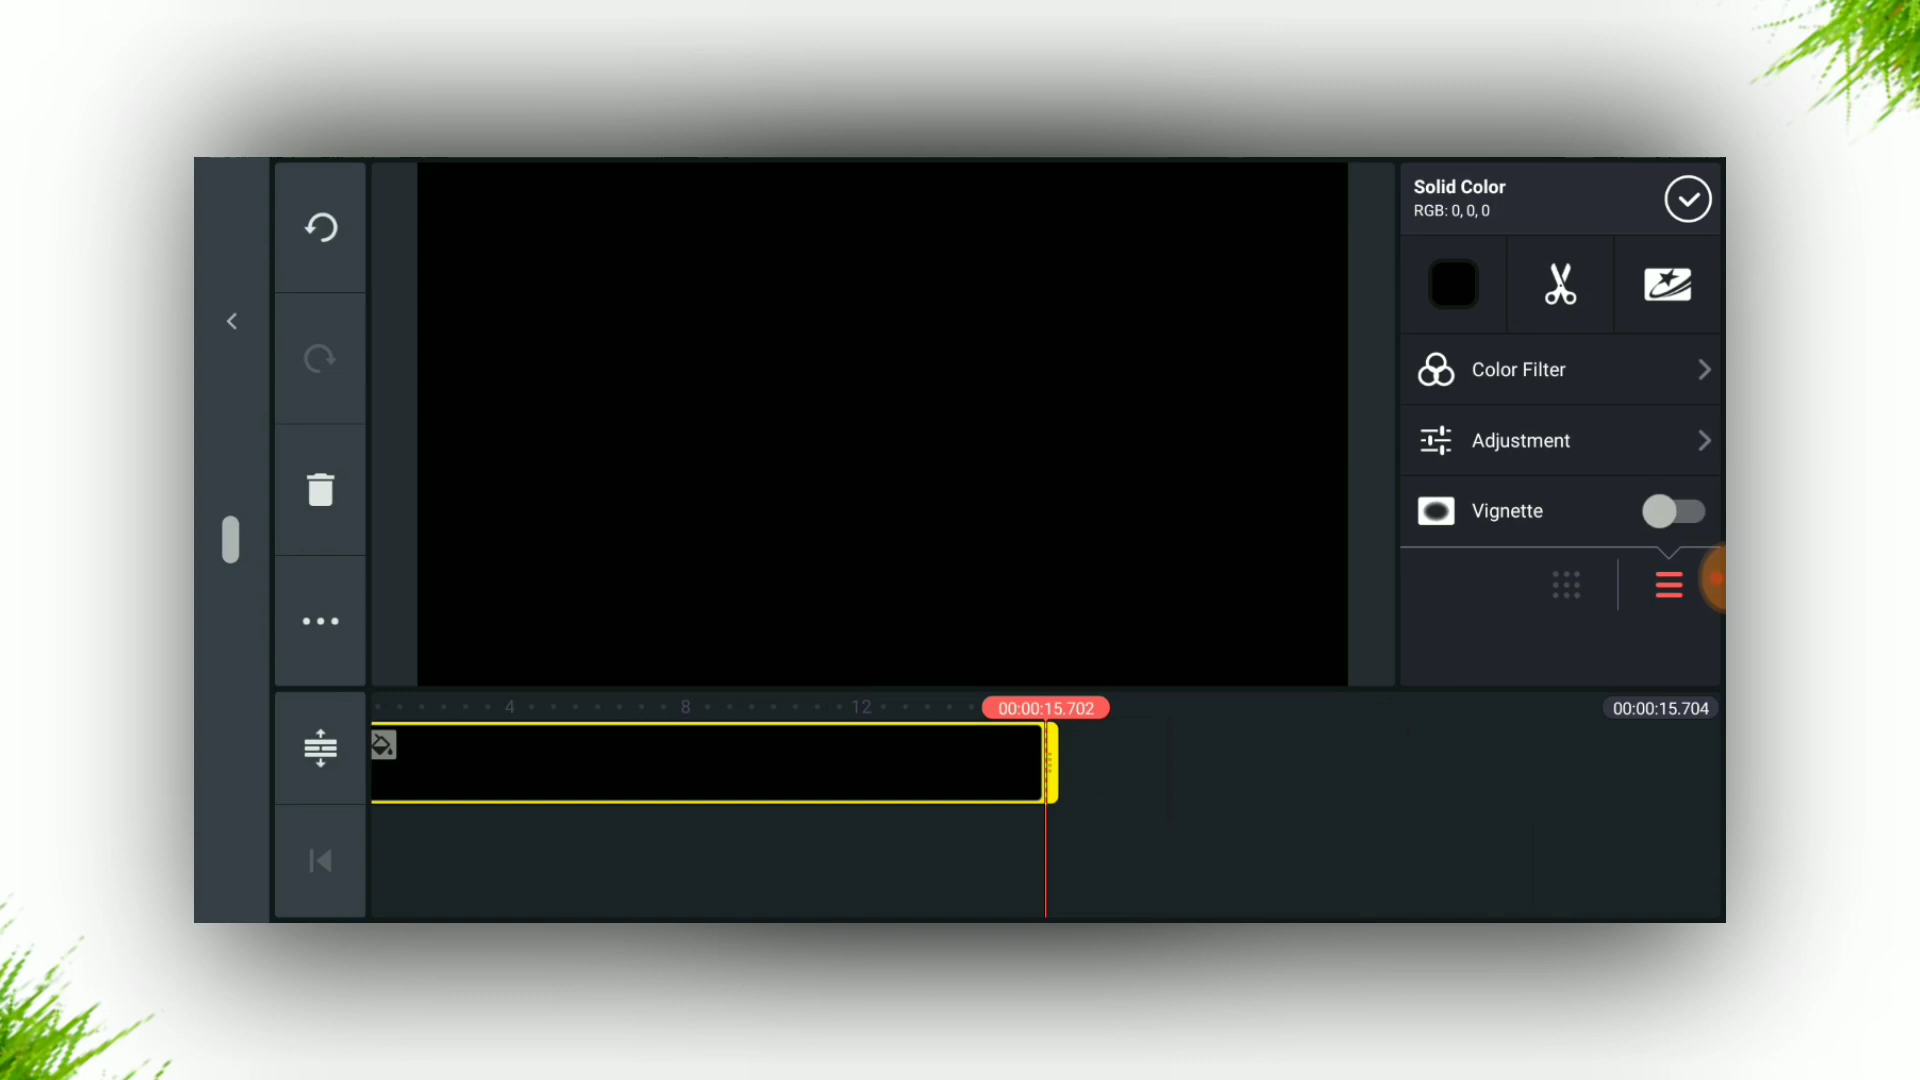 Solid Color
RGB: 0, 0, 0
Color Filter
Adjustment
Vignette
4 8 12 00:00:15.702 00:00:15.704